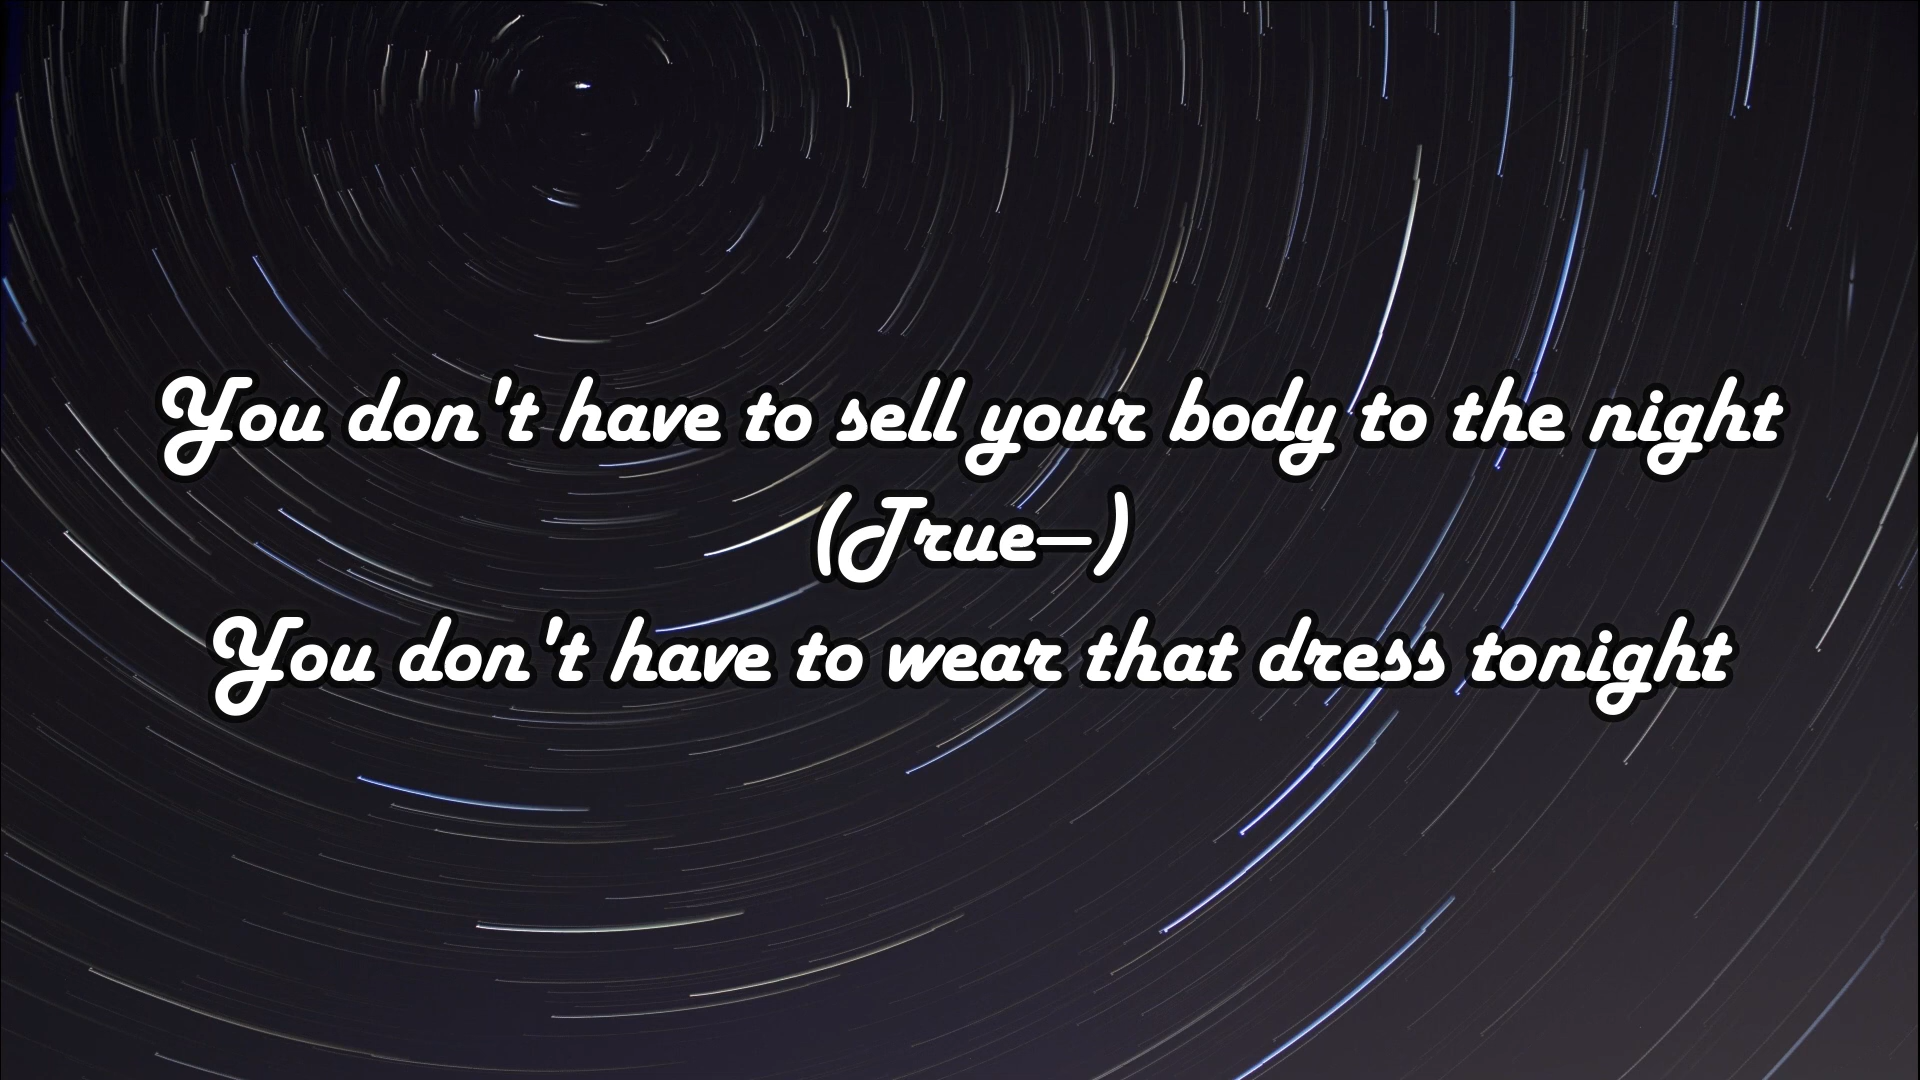 You don't have to sell your body to the night
(True—)
You don't have to wear that dress tonight